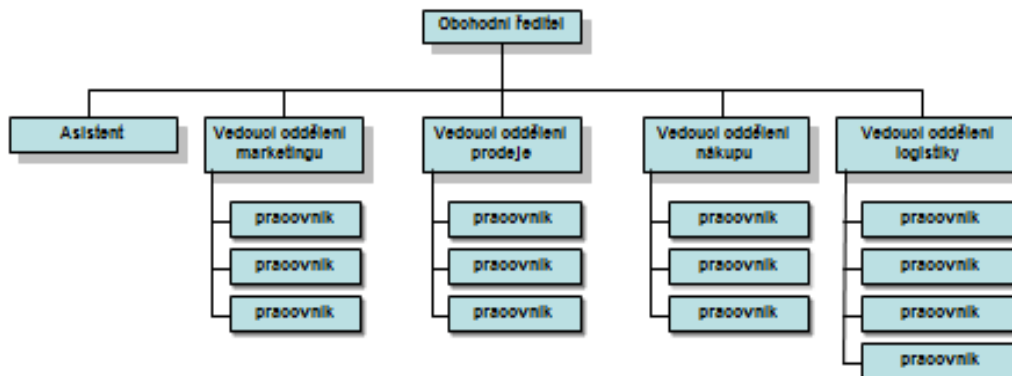 Obchodní ředitel
Asistent
Vedoucí oddělení
marketingu
Vedoucí oddělení
prodeje
Vedoucí oddělení
nákupu
Vedoucí oddělení
logistiky
pracovník
pracovník
pracovník
pracovník
pracovník
pracovník
pracovník
pracovník
pracovník
pracovník
pracovník
pracovník
pracovník